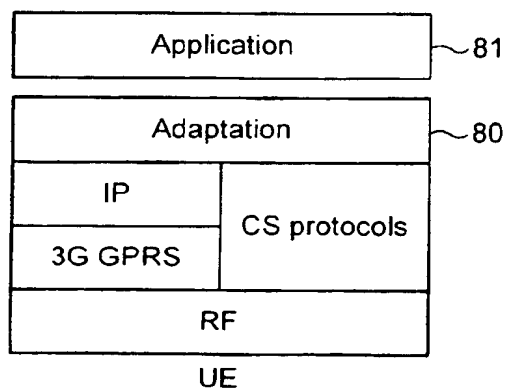 Application 81
Adaptation 80
IP
CS protocols
3G GPRS
RF
UE